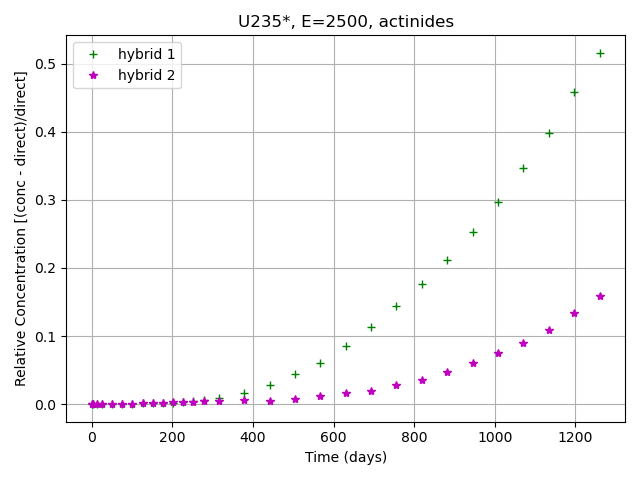 U235*, E=2500, actinides
hybrid 1
hybrid 2
Relative Concentration [(conc - direct)/direct]
0.5
0.4
0.3
0.2
0.1
0.0
0 200 400 600 800 1000 1200
Time (days)